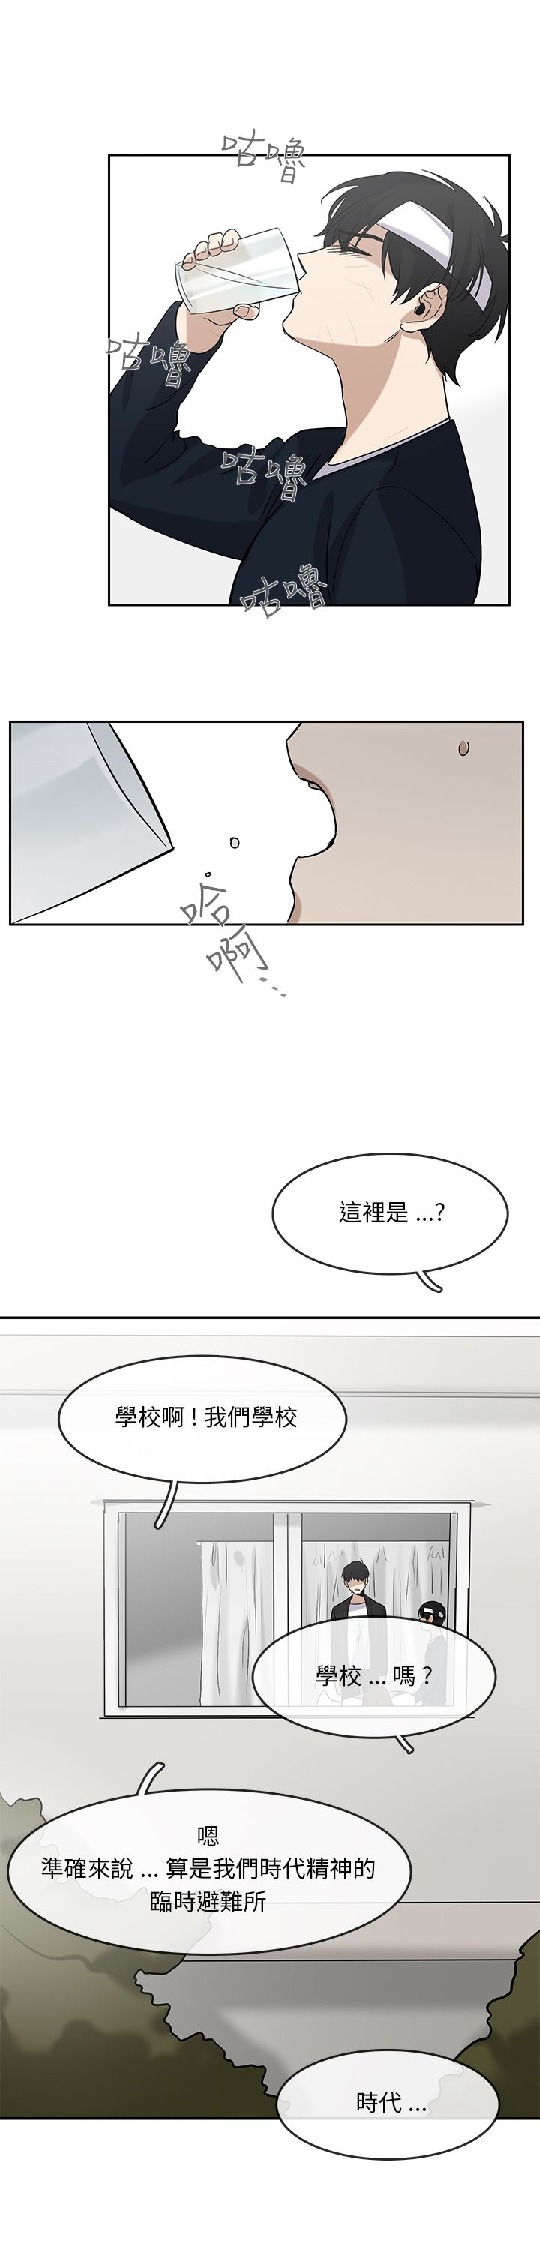 咕嚕
咕嚕
咕嚕
咕嚕
哈
啊...
這裡是 ...?
學校啊！我們學校
學校 ... 嗎？
嗯
準確來說 ... 算是我們時代精神的
臨時避難所
時代 ...